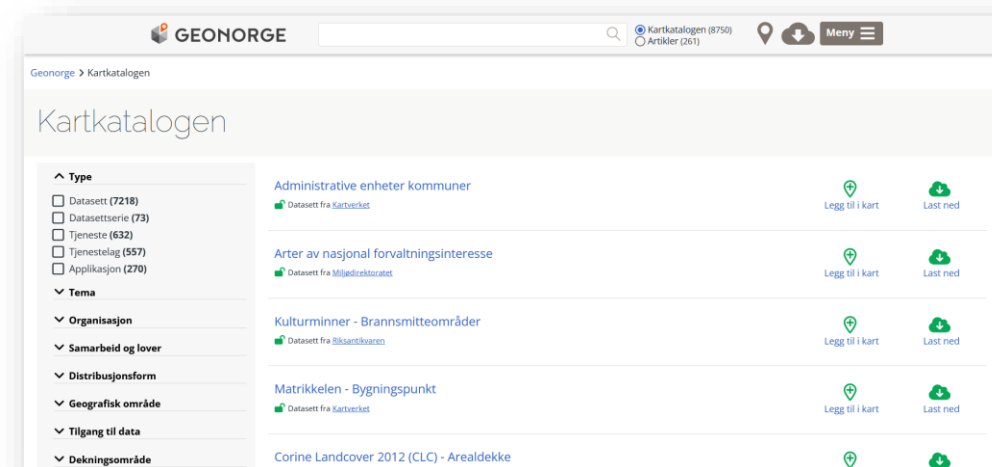 GEONORGE
Kartkatalogen (8750)
Artikler (261)
Meny
Geonorge > Kartkatalogen
Kartkatalogen
Type
Datasett (7218)
Datasettserie (73)
Tjeneste (632)
Tjenestelag (557)
Applikasjon (270)
Tema
Organisasjon
Samarbeid og lover
Distribusjonsform
Geografisk område
Tilgang til data
Dekningsområde
Administrative enheter kommuner
Datasett fra Kartverket
Legg til i kart
Last ned
Arter av nasjonal forvaltningsinteresse
Datasett fra Miljødirektoratet
Legg til i kart
Last ned
Kulturminner - Brannsmitteområder
Datasett fra Riksantikvaren
Legg til i kart
Last ned
Matrikkelen - Bygningspunkt
Datasett fra Kartverket
Legg til i kart
Last ned
Corine Landcover 2012 (CLC) - Arealdekke